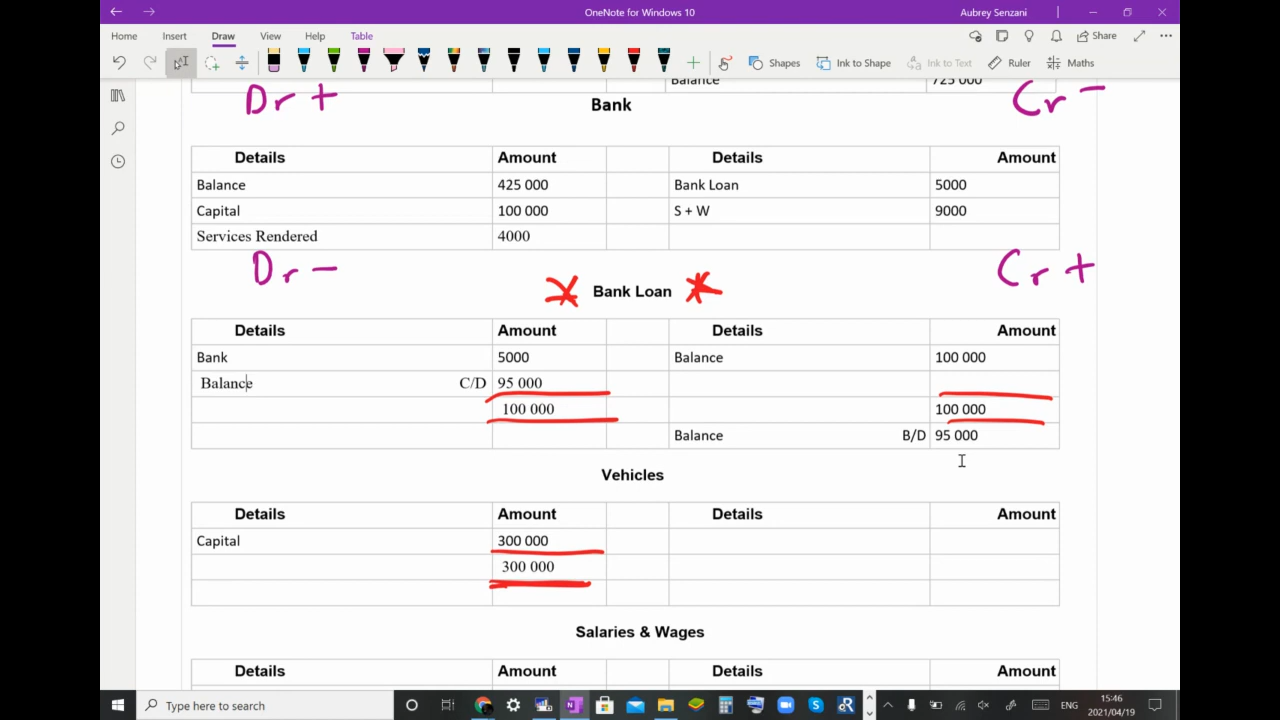 OneNote for Windows 10
Aubrey Senzani
Home Insert Draw View Help Table
Share
Shapes Ink to Shape Ink to Text Ruler Maths
Balance 725 000
Dr + Cr -
Bank
Details Amount Details Amount
Balance 425 000 Bank Loan 5000
Capital 100 000 S + W 9000
Services Rendered 4000
Dr - Cr +
Bank Loan
Details Amount Details Amount
Bank 5000 Balance 100 000
Balance C/D 95 000
100 000 100 000
Balance B/D 95 000
Vehicles
Details Amount Details Amount
Capital 300 000
300 000
Salaries & Wages
Details Amount Details Amount
Type here to search
ENG
15:46
2021/04/19